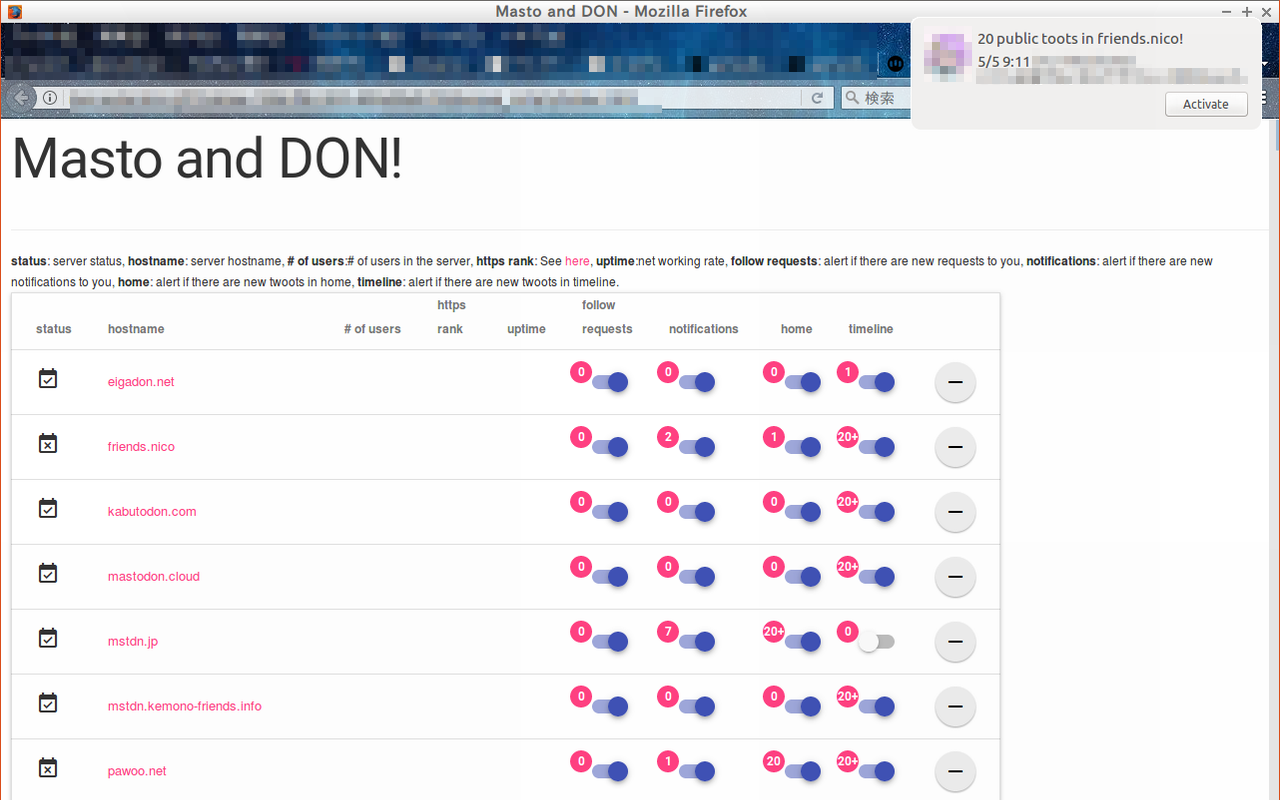 Masto and DON - Mozilla Firefox
20 public toots in friends.nico!
5/5 9:11
Activate
検索
Masto and DON!
status: server status, hostname: server hostname, # of users:# of users in the server, https rank: See here, uptime:net working rate, follow requests: alert if there are new requests to you, notifications: alert if there are new
notifications to you, home: alert if there are new twoots in home, timeline: alert if there are new twoots in timeline.
status hostname # of users https rank uptime follow requests notifications home timeline
eigadon.net 0 0 0 1
friends.nico 0 2 1 20+
kabutodon.com 0 0 0 20+
mastodon.cloud 0 0 0 20+
mstdn.jp 0 7 20+ 0
mstdn.kemono-friends.info 0 0 0 20+
pawoo.net 0 1 20 20+